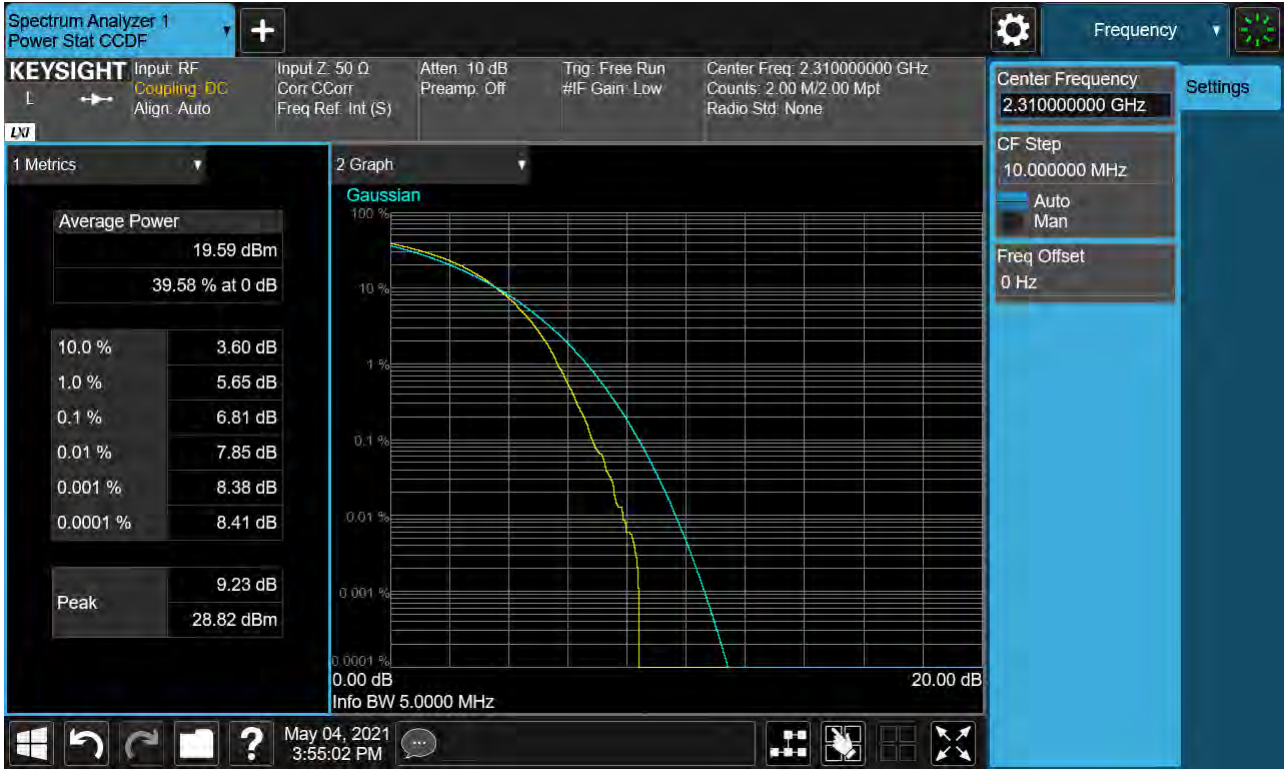 Spectrum Analyzer 1
Power Stat CCDF
Frequency
KEYSIGHT
L
LXI
Input: RF
Coupling: DC
Align: Auto
Input Z: 50 Ω
Corr CCorr
Freq Ref: Int (S)
Atten: 10 dB
Preamp: Off
Trig: Free Run
#IF Gain: Low
Center Freq: 2.310000000 GHz
Counts: 2.00 M/2.00 Mpt
Radio Std: None
Center Frequency
2.310000000 GHz
Settings
CF Step
10.000000 MHz
Auto
Man
Freq Offset
0 Hz
1 Metrics
Average Power
19.59 dBm
39.58 % at 0 dB
10.0 % 3.60 dB
1.0 % 5.65 dB
0.1 % 6.81 dB
0.01 % 7.85 dB
0.001 % 8.38 dB
0.0001 % 8.41 dB
Peak
9.23 dB
28.82 dBm
2 Graph
Gaussian
100 %
10 %
1 %
0.1 %
0.01 %
0.001 %
0.0001 %
0.00 dB 20.00 dB
Info BW 5.0000 MHz
?
May 04, 2021
3:55:02 PM